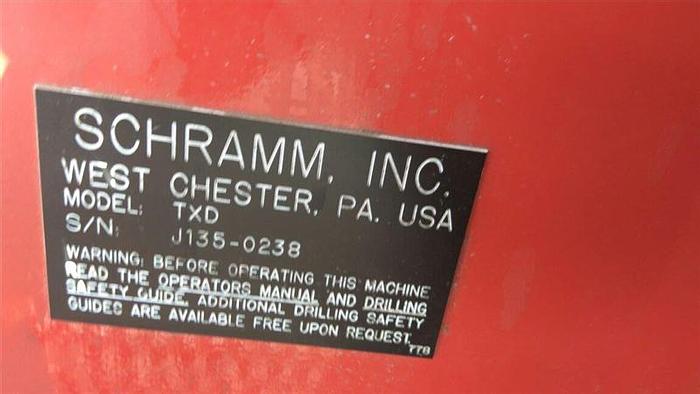 SCHRAMM, INC.
WEST CHESTER, PA. USA
MODEL: TXD
S/N: J135-0238
WARNING: BEFORE OPERATING THIS MACHINE
READ THE OPERATORS MANUAL AND DRILLING
SAFETY GUIDE. ADDITIONAL DRILLING SAFETY
GUIDES ARE AVAILABLE FREE UPON REQUEST.
778